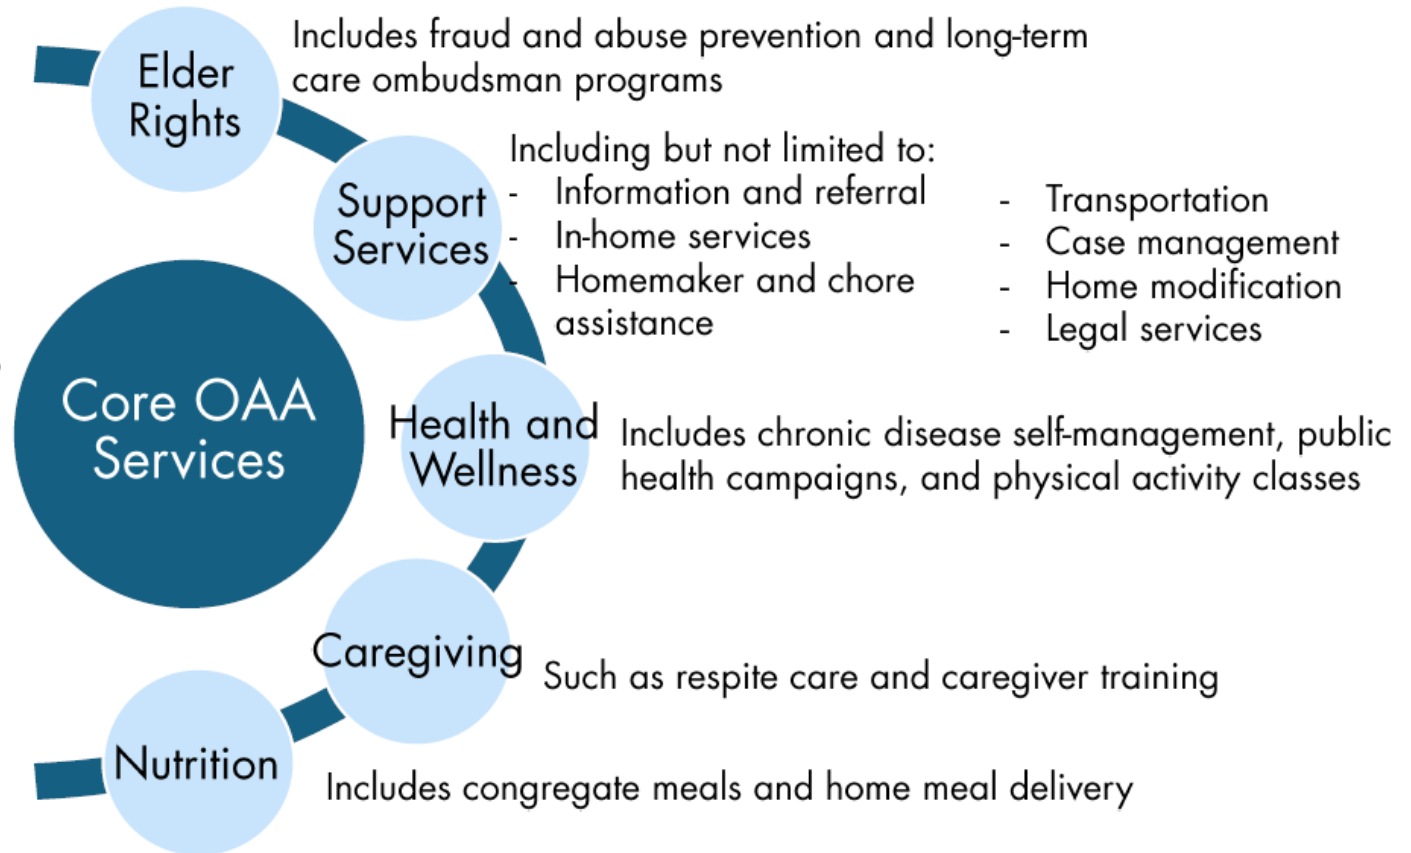 Elder
Rights
Includes fraud and abuse prevention and long-term
care ombudsman programs
Support
Services
Including but not limited to:
- Information and referral
- In-home services
- Homemaker and chore
assistance
- Transportation
- Case management
- Home modification
- Legal services
Core OAA
Services
Health and
Wellness
Includes chronic disease self-management, public
health campaigns, and physical activity classes
Caregiving
Such as respite care and caregiver training
Nutrition
Includes congregate meals and home meal delivery